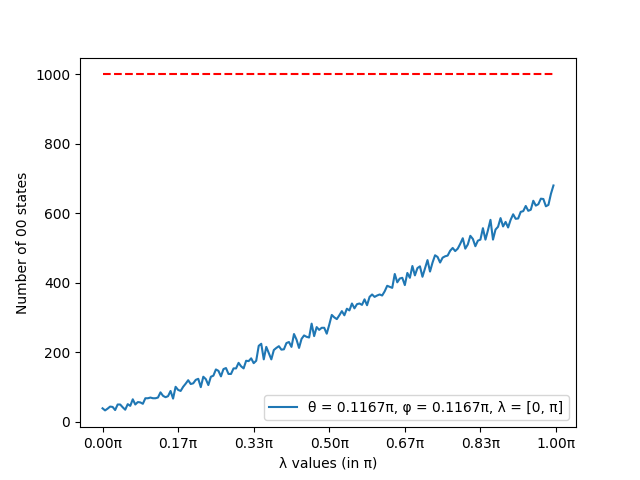 1000
800
600
400
200
0
Number of 00 states
θ = 0.1167π, φ = 0.1167π, λ = [0, π]
0.00π 0.17π 0.33π 0.50π 0.67π 0.83π 1.00π
λ values (in π)